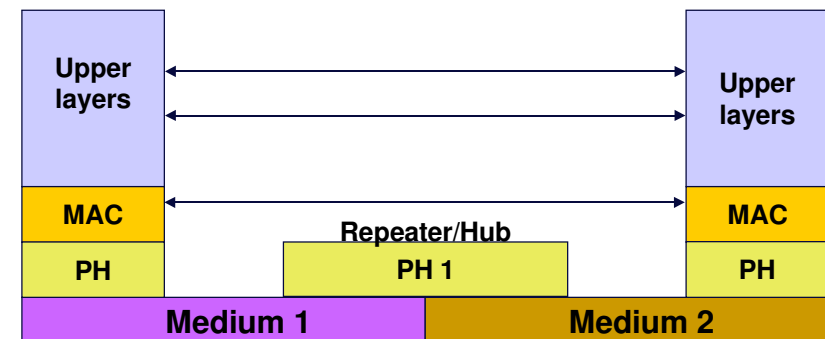 Upper
layers
Upper
layers
MAC
MAC
Repeater/Hub
PH
PH 1
PH
Medium 1
Medium 2